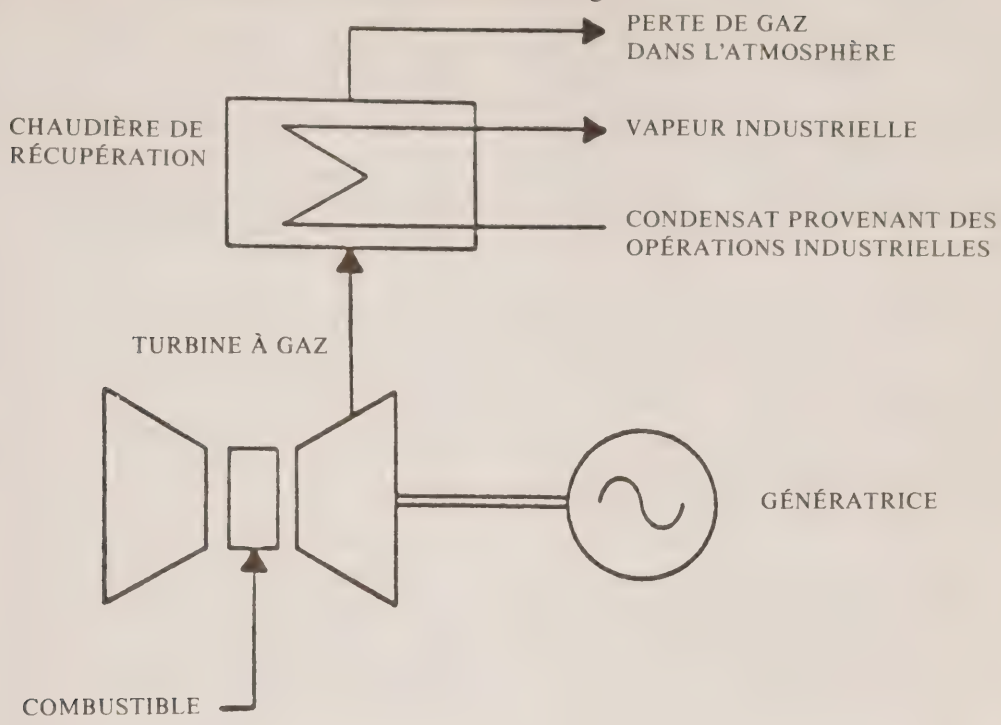 PERTE DE GAZ
DANS L'ATMOSPHÈRE
CHAUDIÈRE DE
RÉCUPÉRATION
VAPEUR INDUSTRIELLE
CONDENSAT PROVENANT DES
OPÉRATIONS INDUSTRIELLES
TURBINE À GAZ
GÉNÉRATRICE
COMBUSTIBLE